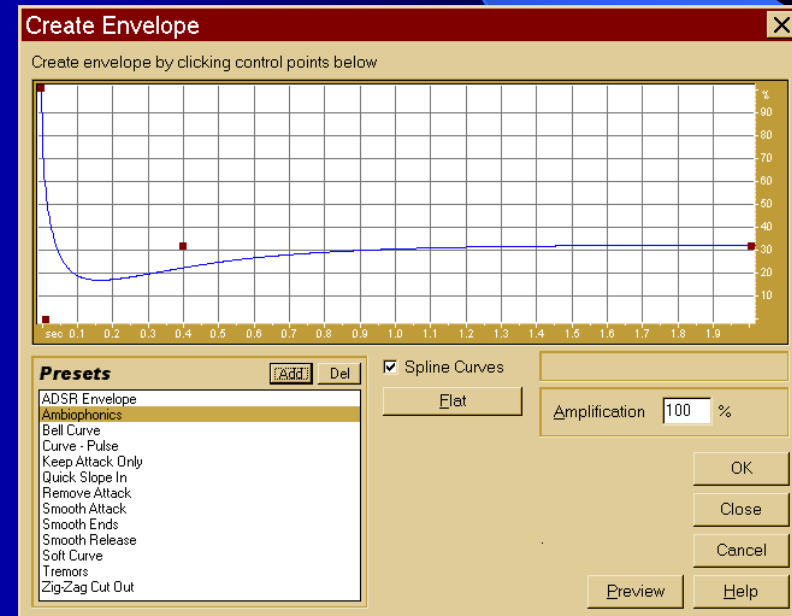 Create Envelope
Create envelope by clicking control points below
%
90
80
70
60
50
40
30
20
10
sec 0.1 0.2 0.3 0.4 0.5 0.6 0.7 0.8 0.9 1.0 1.1 1.2 1.3 1.4 1.5 1.6 1.7 1.8 1.9
Presets Add Del
ADSR Envelope
Ambiophonics
Bell Curve
Curve - Pulse
Keep Attack Only
Quick Slope In
Remove Attack
Smooth Attack
Smooth Ends
Smooth Release
Soft Curve
Tremors
Zig-Zag Cut Out
Spline Curves
Flat
Amplification 100 %
OK
Close
Cancel
Preview Help